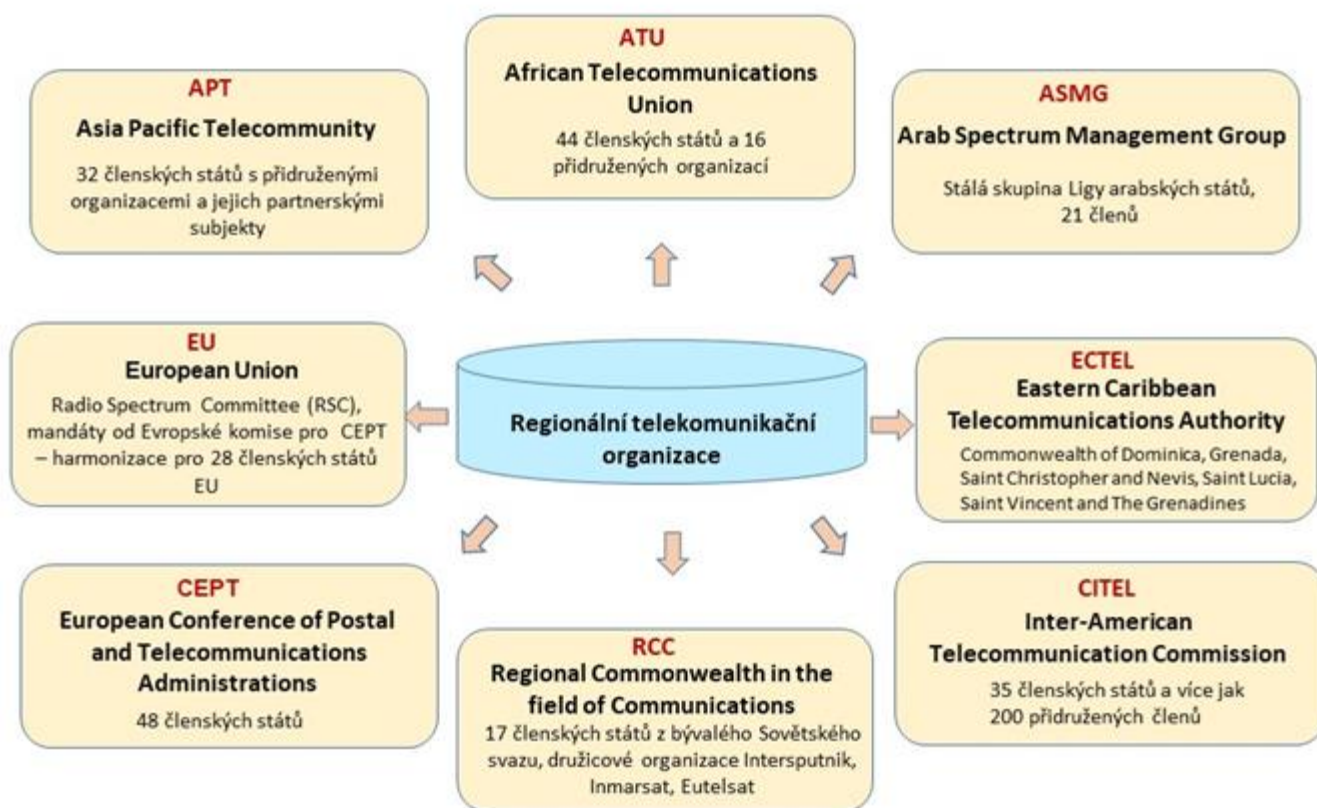 ATU
African Telecommunications
Union
44 členských států a 16
přidružených organizací
APT
Asia Pacific Telecommunity
32 členských států s přidruženými
organizacemi a jejich partnerskými
subjekty
ASMG
Arab Spectrum Management Group
Stálá skupina Ligy arabských států,
21 členů
EU
European Union
Radio Spectrum Committee (RSC),
mandáty od Evropské komise pro CEPT
– harmonizace pro 28 členských států
EU
Regionální telekomunikační
organizace
ECTEL
Eastern Caribbean
Telecommunications Authority
Commonwealth of Dominica, Grenada,
Saint Christopher and Nevis, Saint Lucia,
Saint Vincent and The Grenadines
CEPT
European Conference of Postal
and Telecommunications
Administrations
48 členských států
RCC
Regional Commonwealth in the
field of Communications
17 členských států z bývalého Sovětského
svazu, družicové organizace Intersputnik,
Inmarsat, Eutelsat
CITEL
Inter-American
Telecommunication Commission
35 členských států a více jak
200 přidružených členů